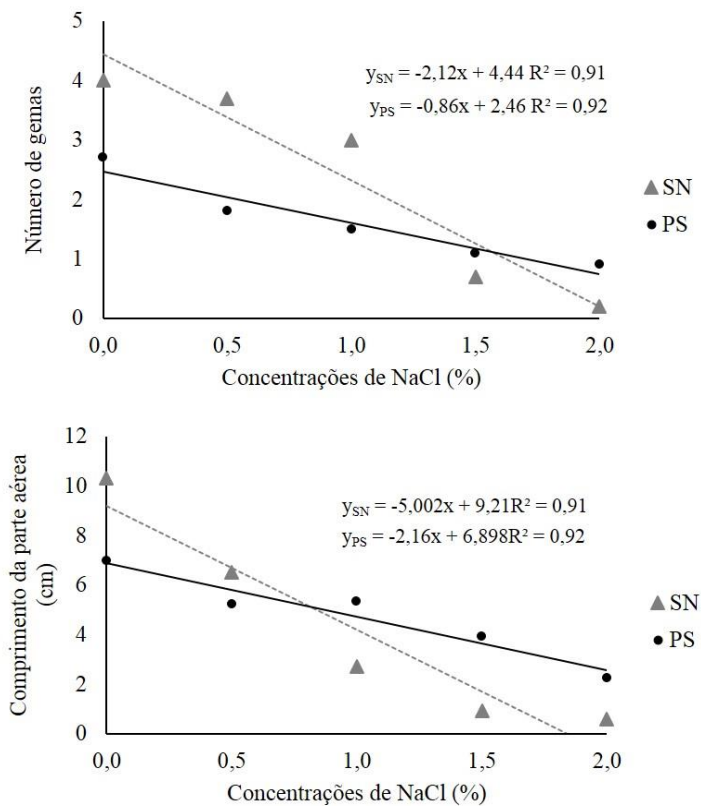 5
4
3
2
1
0
Número de gemas
y_SN = -2,12x + 4,44 R² = 0,91
y_PS = -0,86x + 2,46 R² = 0,92
SN
PS
0,0 0,5 1,0 1,5 2,0
Concentrações de NaCl (%)
12
10
8
6
4
2
0
Comprimento da parte aérea
(cm)
y_SN = -5,002x + 9,21R² = 0,91
y_PS = -2,16x + 6,898R² = 0,92
SN
PS
0,0 0,5 1,0 1,5 2,0
Concentrações de NaCl (%)